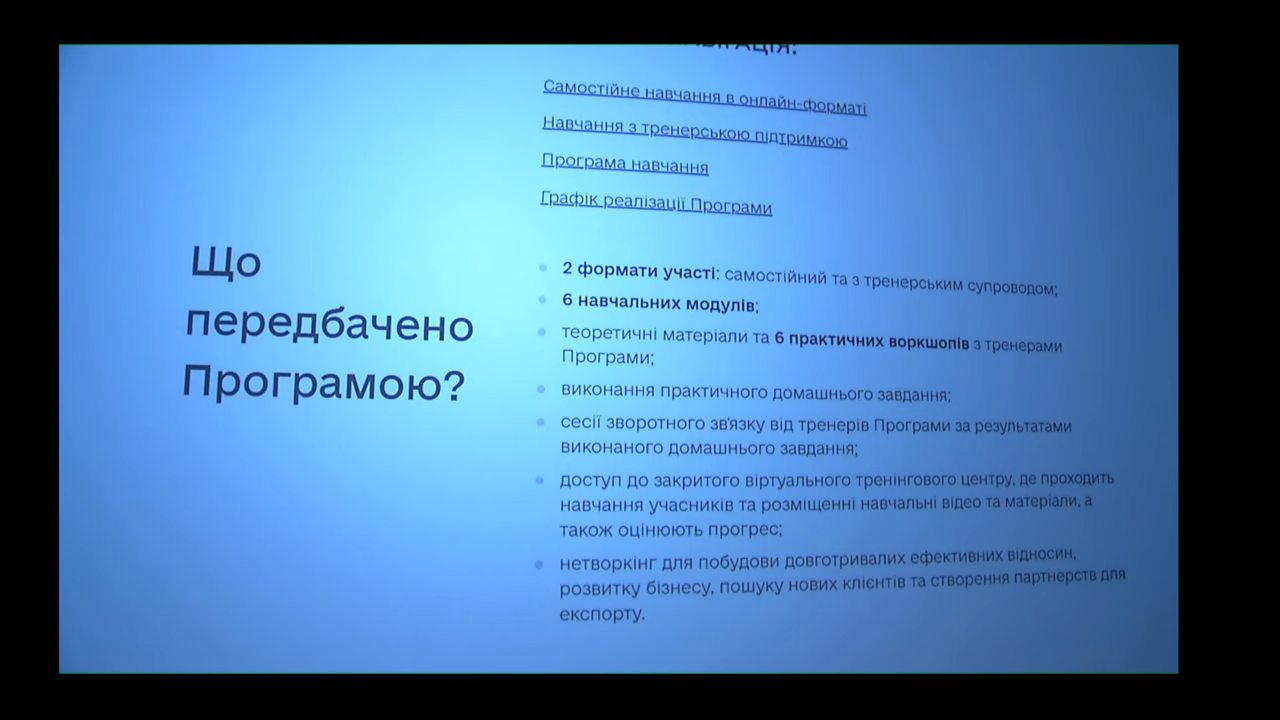 Самостійне навчання в онлайн-форматі
Навчання з тренерською підтримкою
Програма навчання
Графік реалізації Програми
Що
передбачено
Програмою?
2 формати участі: самостійний та з тренерським супроводом;
6 навчальних модулів;
теоретичні матеріали та 6 практичних воркшопів з тренерами
Програми;
виконання практичного домашнього завдання;
сесії зворотного зв'язку від тренерів Програми за результатами
виконаного домашнього завдання;
доступ до закритого віртуального тренінгового центру, де проходить
навчання учасників та розміщенні навчальні відео та матеріали, а
також оцінюють прогрес;
нетворкінг для побудови довготривалих ефективних відносин,
розвитку бізнесу, пошуку нових клієнтів та створення партнерств для
експорту.